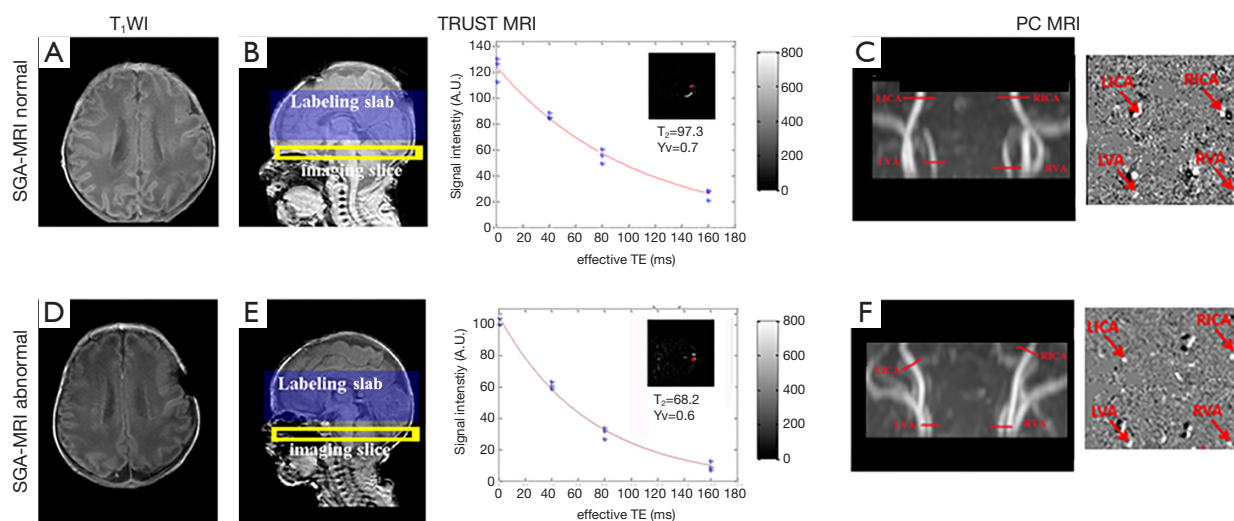 T₁WI
TRUST MRI
PC MRI
SGA-MRI normal
A
B
Labeling slab
imaging slice
Signal intenstiy (A.U.)
140
120
100
80
60
40
20
0
0 20 40 60 80 100 120 140 160 180
effective TE (ms)
T₂=97.3
Yv=0.7
800
600
400
200
0
C
LICA
RICA
LVA
RVA
LICA
RICA
LVA
RVA
SGA-MRI abnormal
D
E
Labeling slab
imaging slice
Signal intenstiy (A.U.)
100
80
60
40
20
0
0 20 40 60 80 100 120 140 160 180
effective TE (ms)
T₂=68.2
Yv=0.6
800
600
400
200
0
F
LICA
RICA
LVA
RVA
LICA
RICA
LVA
RVA